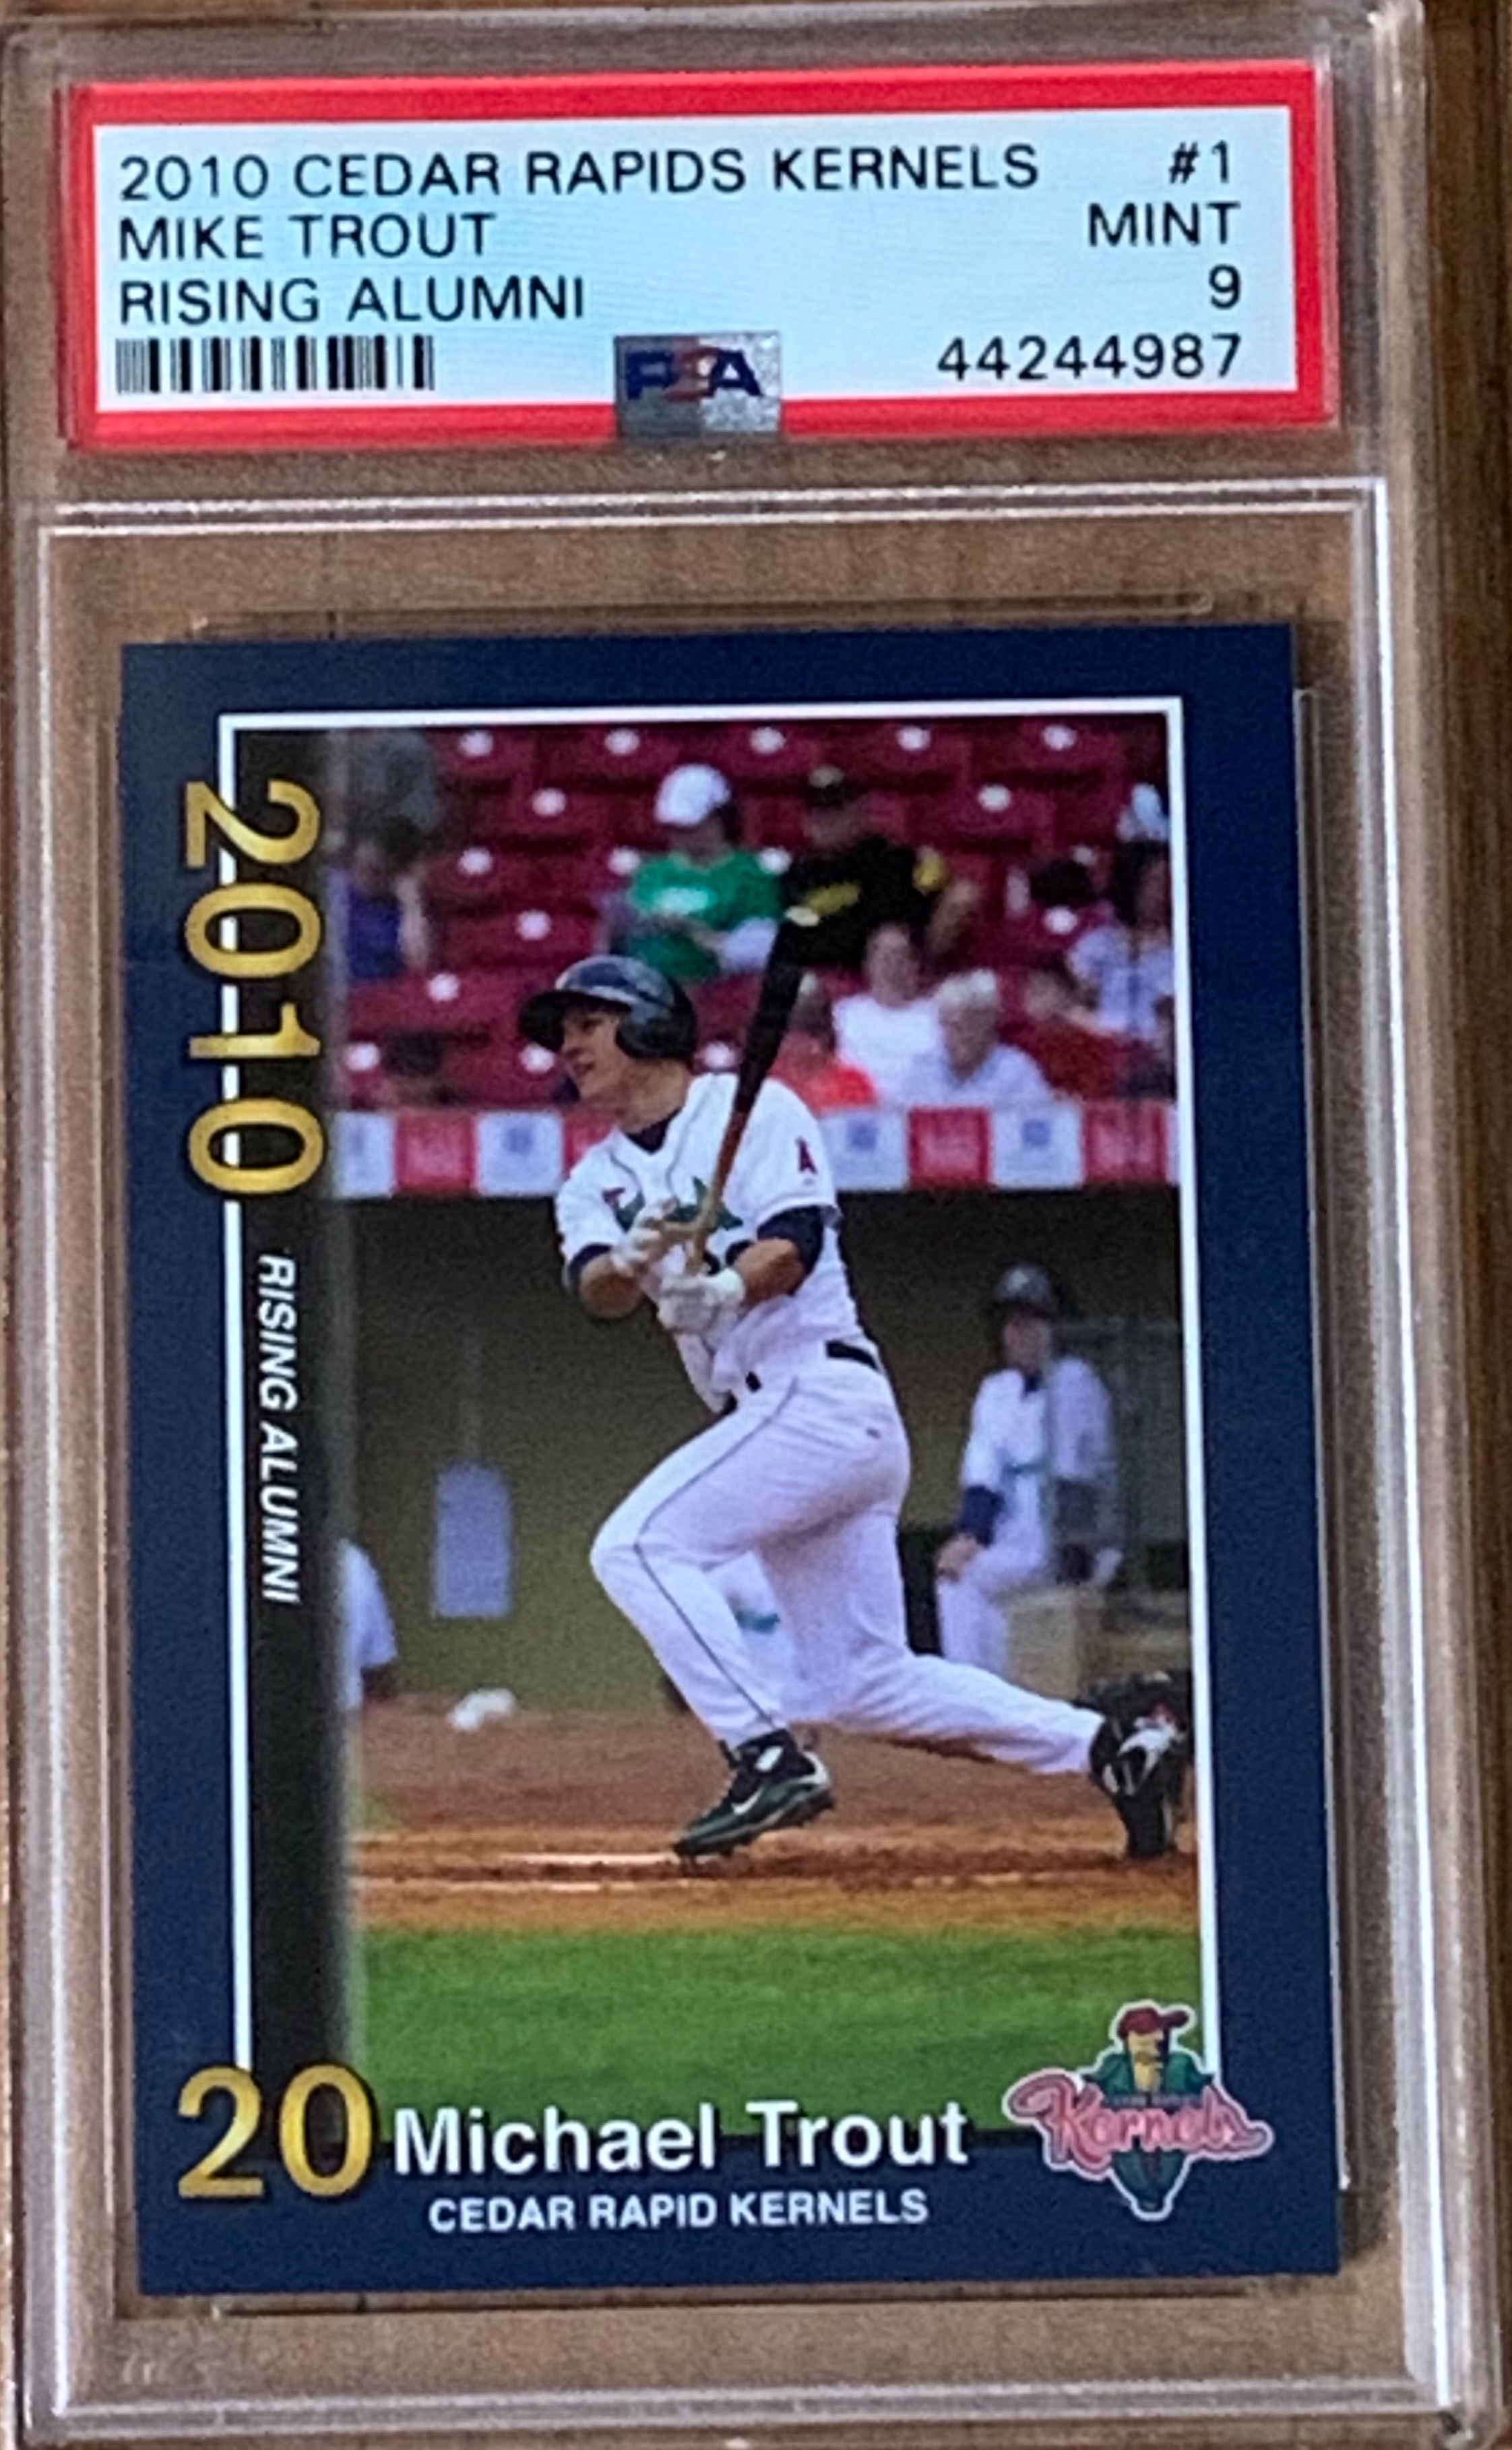 2010 CEDAR RAPIDS KERNELS #1
MIKE TROUT MINT
RISING ALUMNI 9
PSA 44244987
2010
RISING ALUMNI
A
20 Michael Trout
Kernels
CEDAR RAPID KERNELS